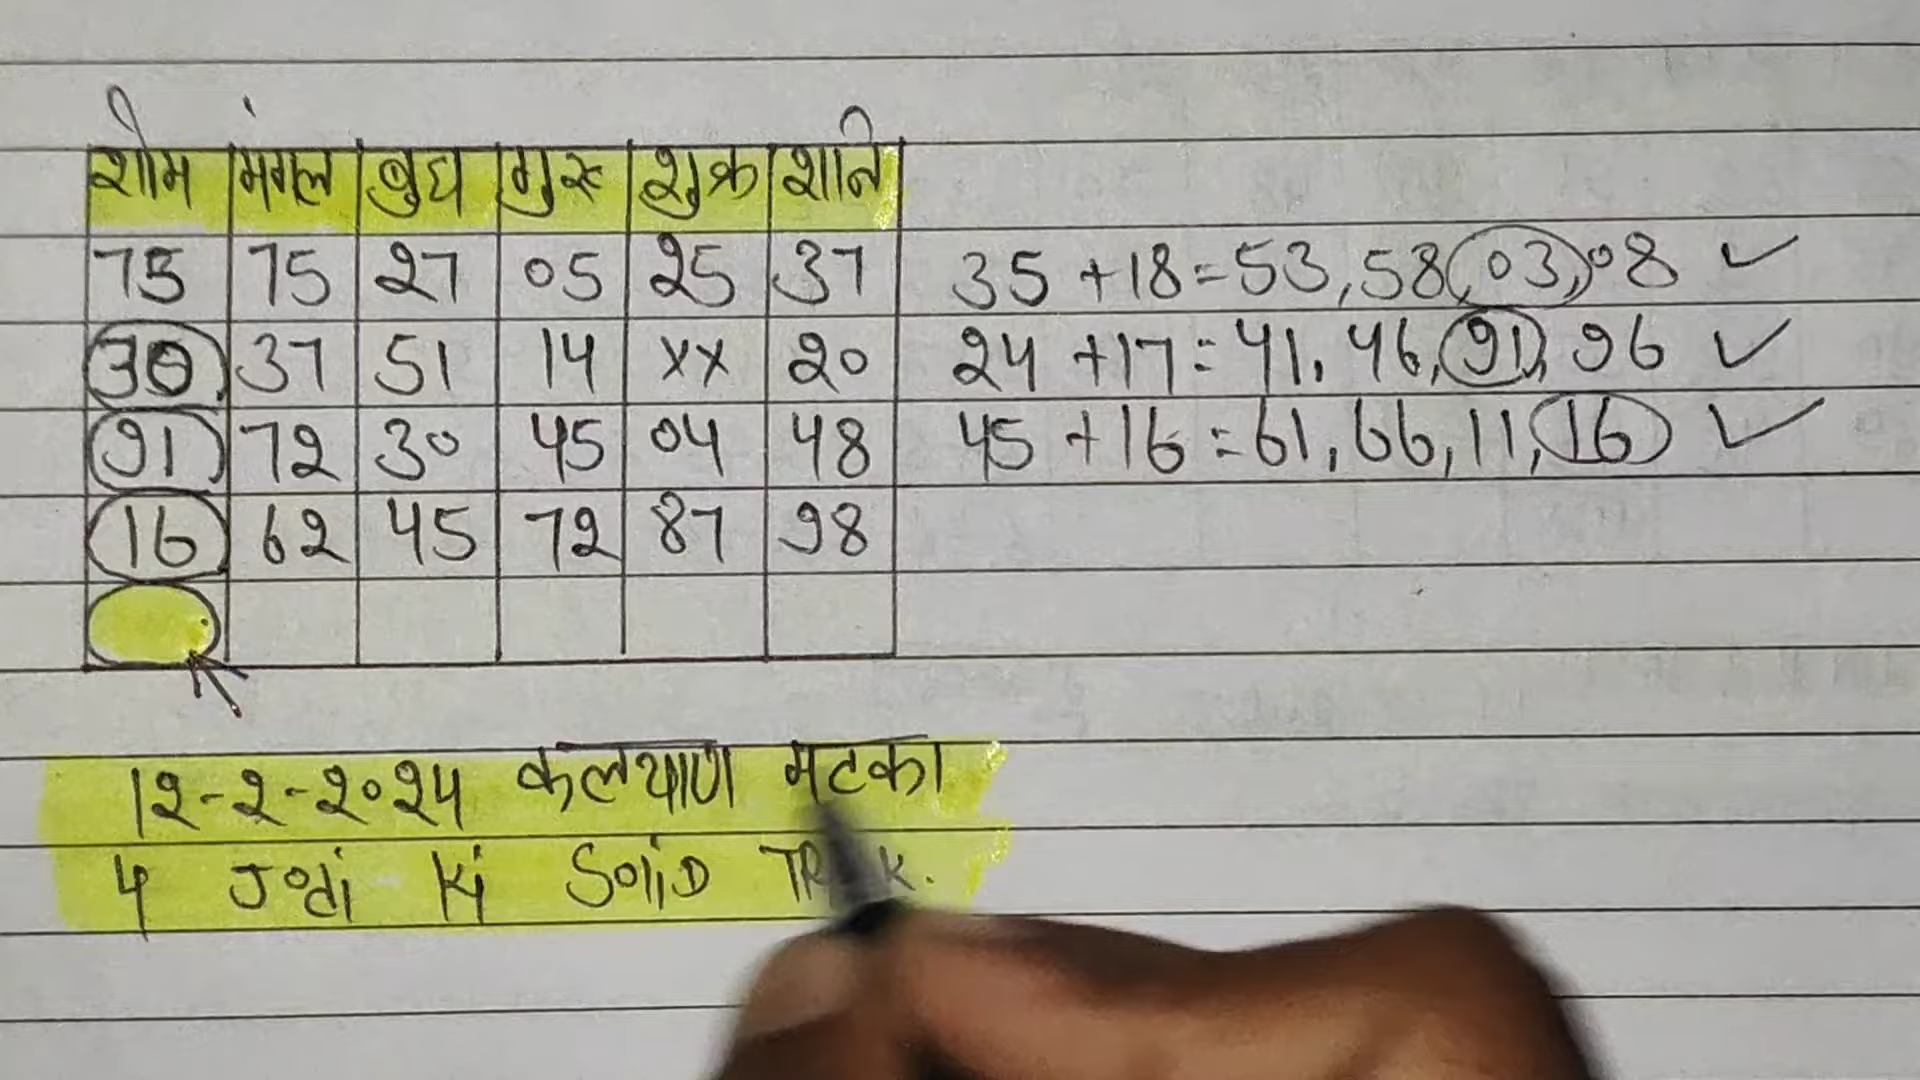 शोम मंगल बुध गुरु शुक्र शनि
75 75 27 05 25 37 35 +18=53,58,03,08 ✓
30 37 51 14 xx 20 24 +17=41,46,91,96 ✓
91 72 30 45 04 48 45 +16=61,66,11,16 ✓
16 62 45 72 87 98
12-2-2024 कल्याण मटका
4 Jodi Ki SoliD